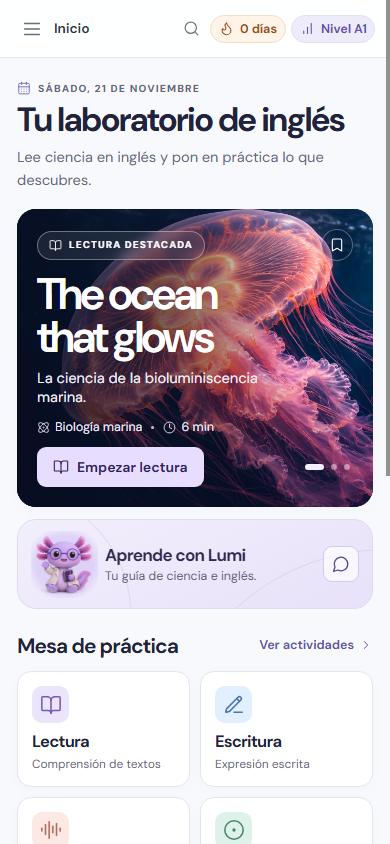 Inicio
0 días
Nivel A1
SÁBADO, 21 DE NOVIEMBRE
Tu laboratorio de inglés
Lee ciencia en inglés y pon en práctica lo que
descubres.
LECTURA DESTACADA
The ocean
that glows
La ciencia de la bioluminiscencia
marina.
Biología marina • 6 min
Empezar lectura
Aprende con Lumi
Tu guía de ciencia e inglés.
Mesa de práctica
Ver actividades
Lectura
Comprensión de textos
Escritura
Expresión escrita